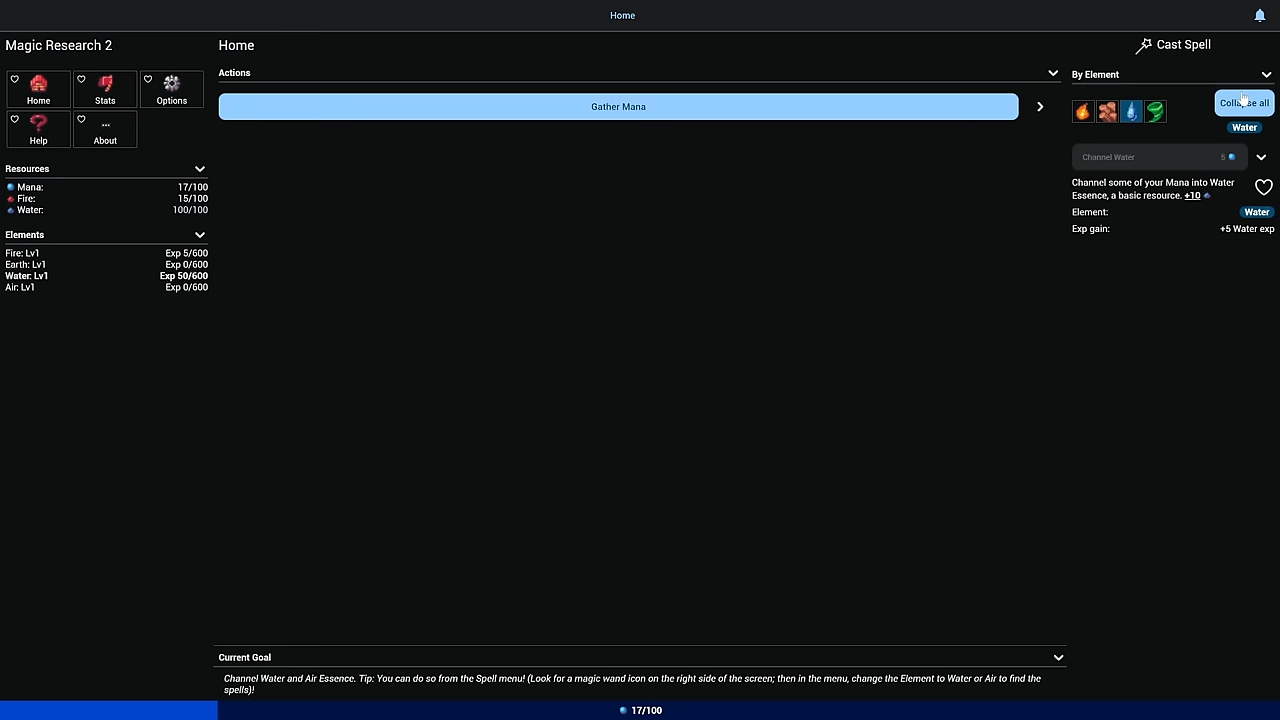 Home
Magic Research 2
Home
Stats
Options
Help
About
Resources
Mana: 17/100
Fire: 15/100
Water: 100/100
Elements
Fire: Lv1 Exp 5/600
Earth: Lv1 Exp 0/600
Water: Lv1 Exp 50/600
Air: Lv1 Exp 0/600
Home
Actions
Gather Mana
Cast Spell
By Element
Collapse all
Water
Channel Water 5
Channel some of your Mana into Water
Essence, a basic resource. +10
Element: Water
Exp gain: +5 Water exp
Current Goal
Channel Water and Air Essence. Tip: You can do so from the Spell menu! (Look for a magic wand icon on the right side of the screen; then in the menu, change the Element to Water or Air to find the
spells)!
17/100